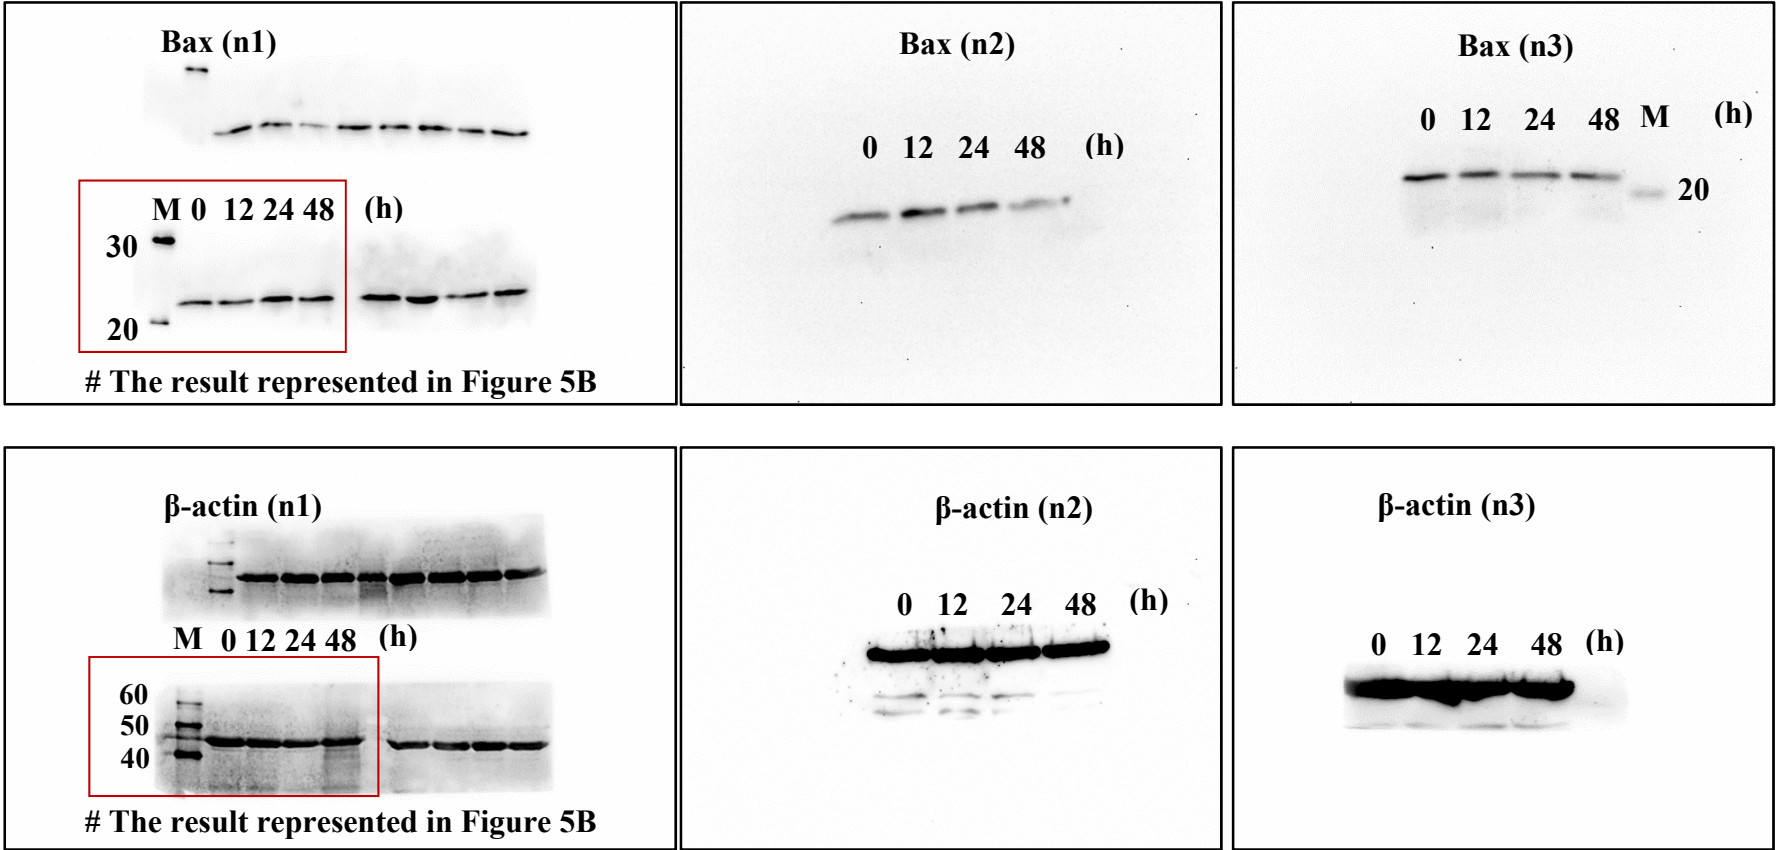 Bax (n1)
M 0 12 24 48 (h)
30
20
# The result represented in Figure 5B
Bax (n2)
0 12 24 48 (h)
Bax (n3)
0 12 24 48 M (h)
20
β-actin (n1)
M 0 12 24 48 (h)
60
50
40
# The result represented in Figure 5B
β-actin (n2)
0 12 24 48 (h)
β-actin (n3)
0 12 24 48 (h)